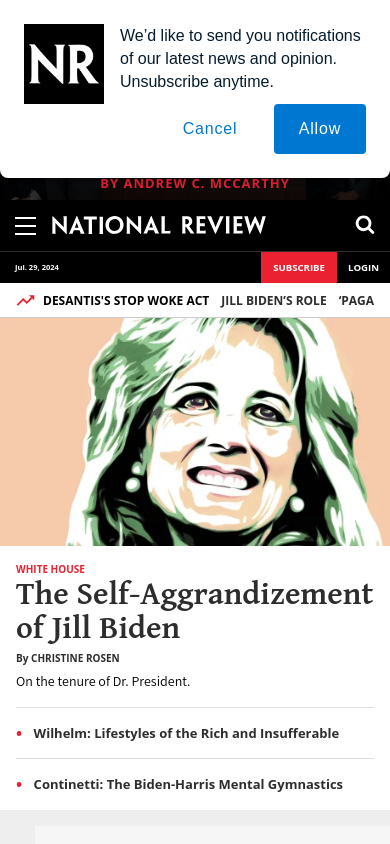 NR
We’d like to send you notifications
of our latest news and opinion.
Unsubscribe anytime.
Cancel
Allow
BY ANDREW C. MCCARTHY
NATIONAL REVIEW
Jul. 29, 2024
SUBSCRIBE
LOGIN
DESANTIS'S STOP WOKE ACT JILL BIDEN’S ROLE ‘PAGA
WHITE HOUSE
The Self-Aggrandizement
of Jill Biden
By CHRISTINE ROSEN
On the tenure of Dr. President.
• Wilhelm: Lifestyles of the Rich and Insufferable
• Continetti: The Biden-Harris Mental Gymnastics